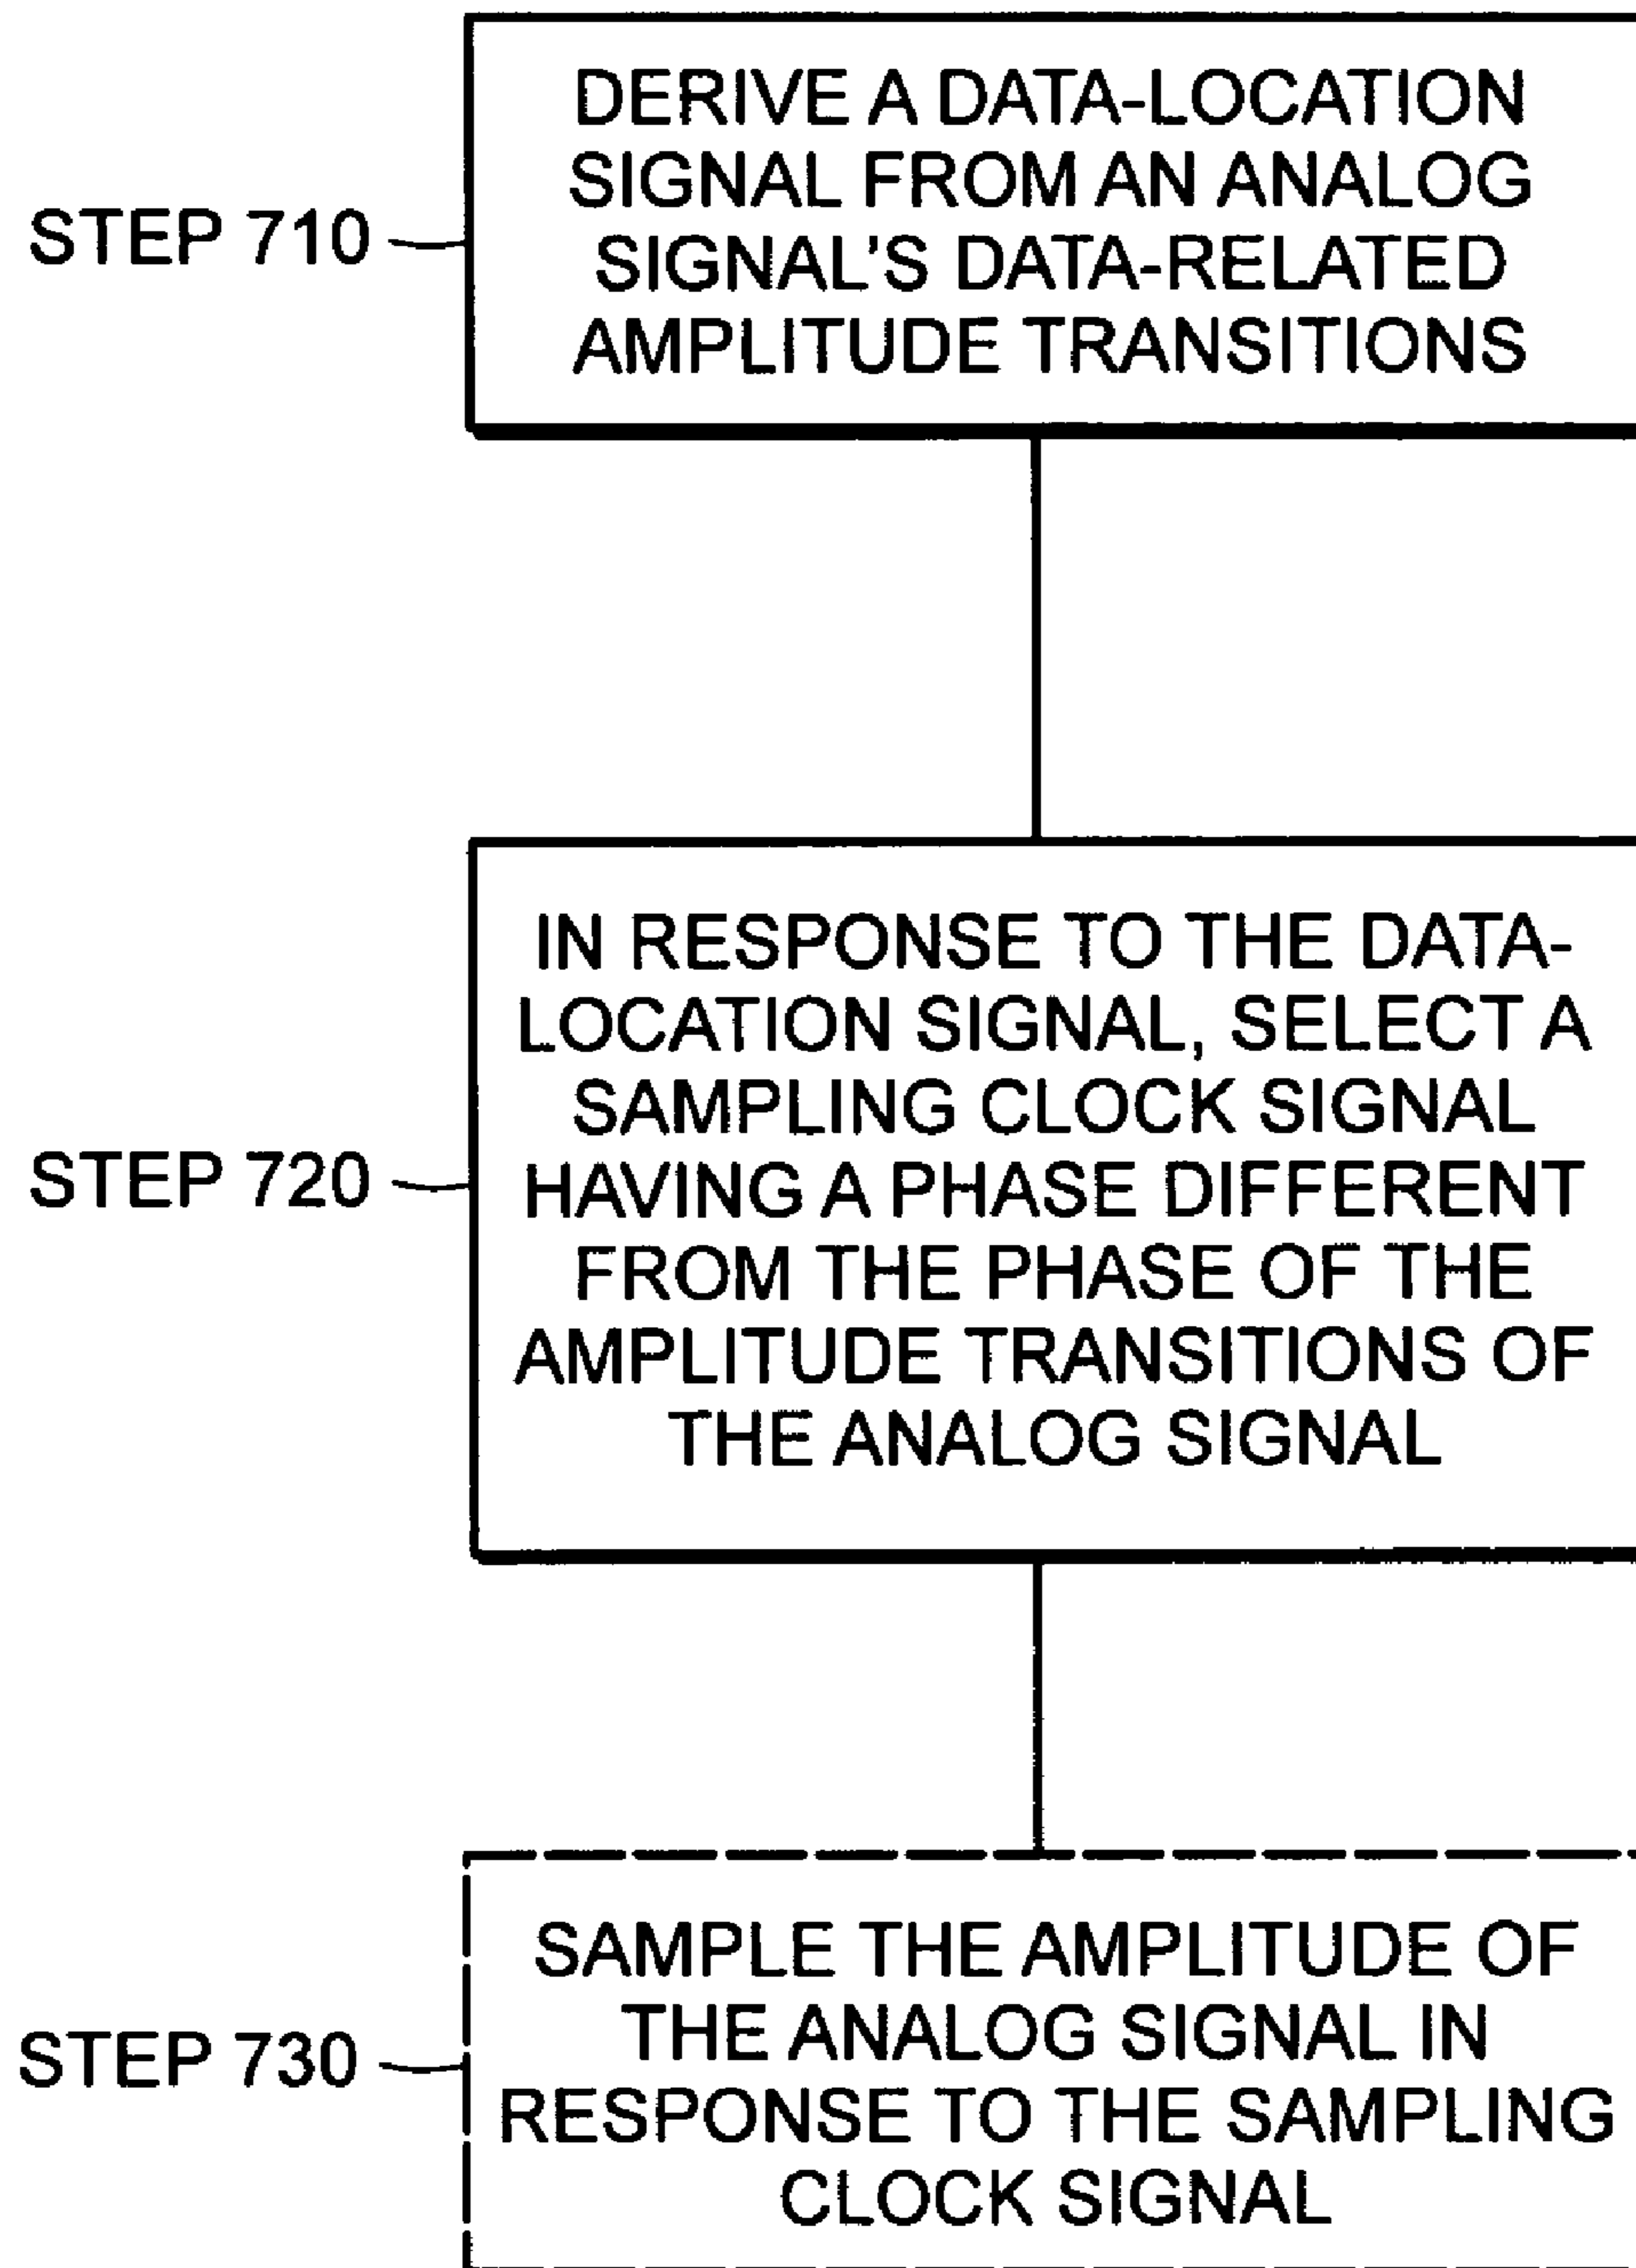 DERIVE A DATA-LOCATION
SIGNAL FROM AN ANALOG
STEP 710
SIGNAL'S DATA-RELATED
AMPLITUDE TRANSITIONS
IN RESPONSE TO THE DATA-
LOCATION SIGNAL, SELECT A
SAMPLING CLOCK SIGNAL
STEP 720
HAVING A PHASE DIFFERENT
FROM THE PHASE OF THE
AMPLITUDE TRANSITIONS OF
THE ANALOG SIGNAL
SAMPLE THE AMPLITUDE OF
THE ANALOG SIGNAL IN
STEP 730
RESPONSE TO THE SAMPLING
CLOCK SIGNAL